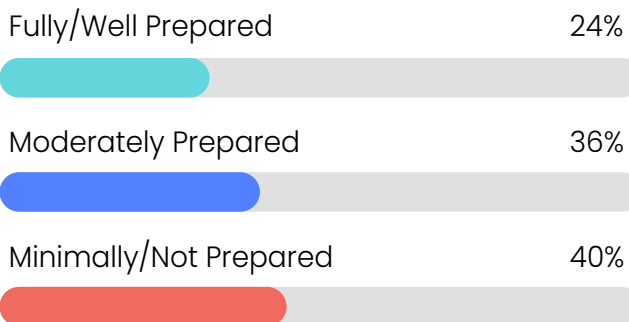 Fully/Well Prepared 24%
Moderately Prepared 36%
Minimally/Not Prepared 40%